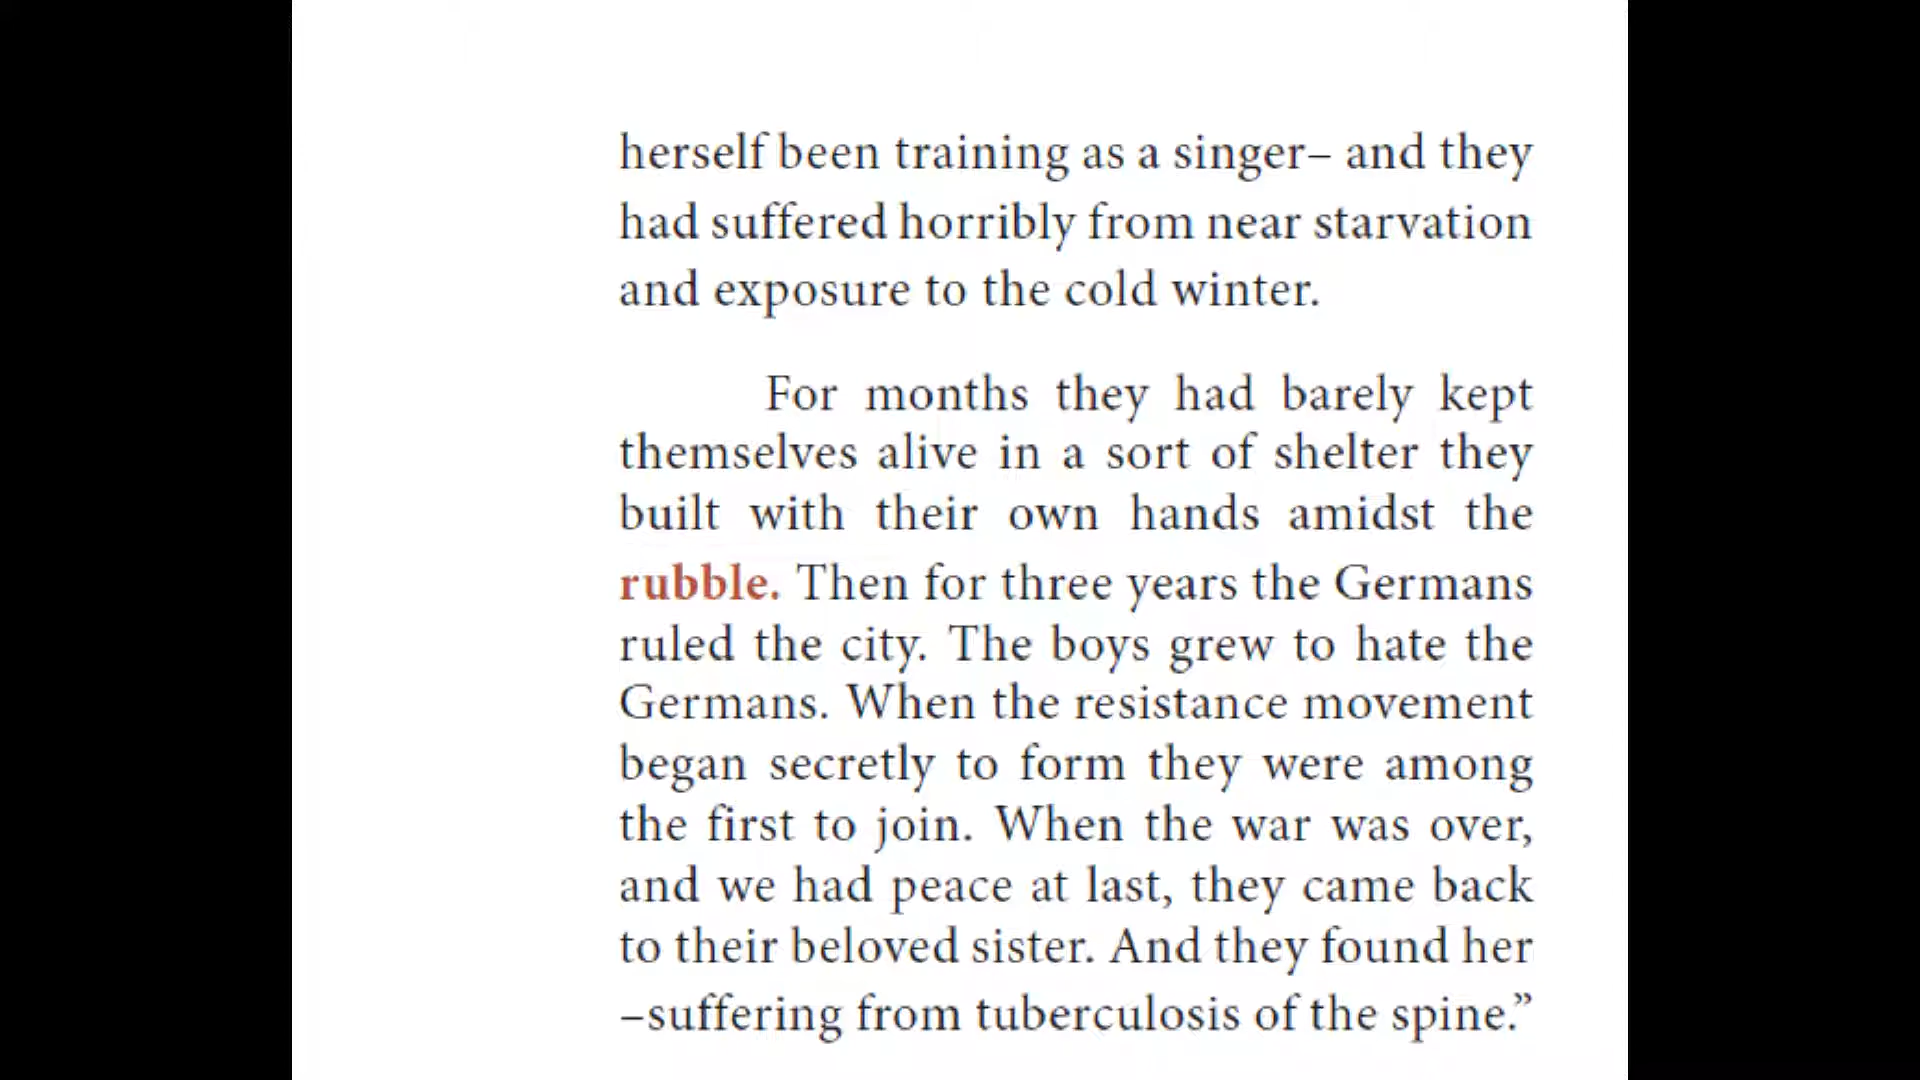 herself been training as a singer– and they
had suffered horribly from near starvation
and exposure to the cold winter.
For months they had barely kept
themselves alive in a sort of shelter they
built with their own hands amidst the
rubble. Then for three years the Germans
ruled the city. The boys grew to hate the
Germans. When the resistance movement
began secretly to form they were among
the first to join. When the war was over,
and we had peace at last, they came back
to their beloved sister. And they found her
–suffering from tuberculosis of the spine.”